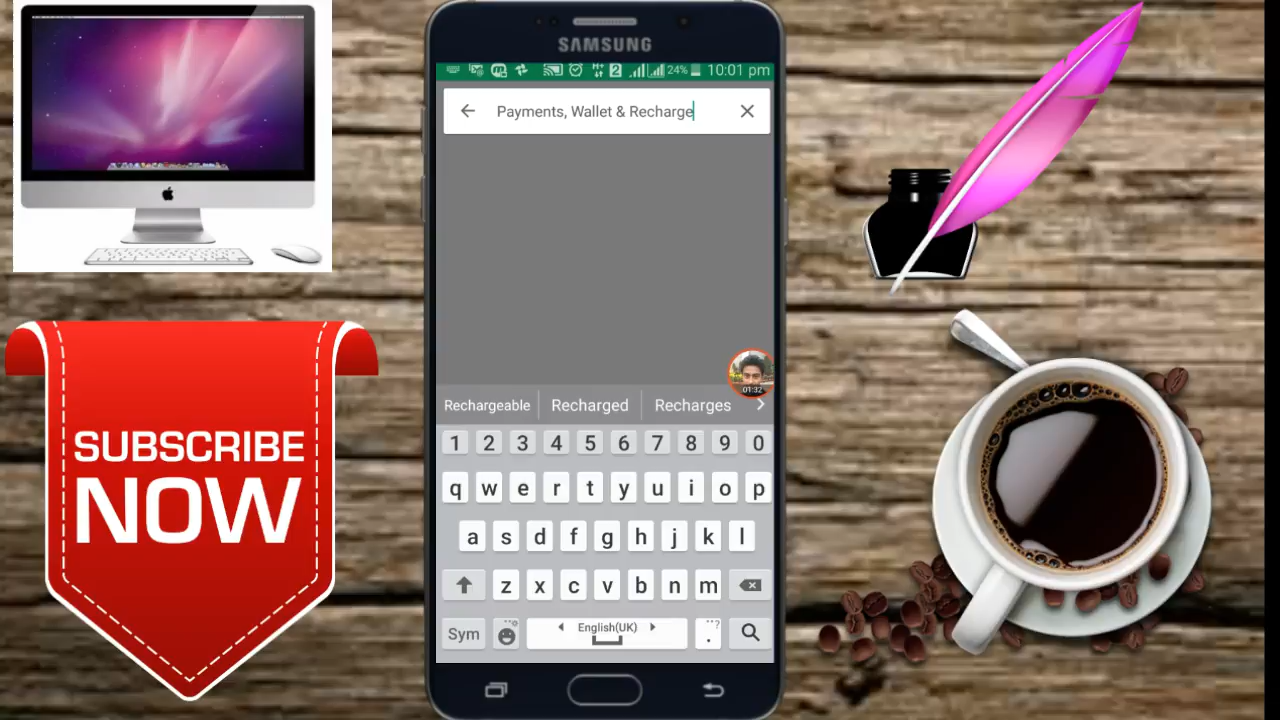 SAMSUNG
2 24% 10:01 pm
Payments, Wallet & Recharge
01:32
Rechargeable Recharged Recharges
1 2 3 4 5 6 7 8 9 0
q w e r t y u i o p
a s d f g h j k l
z x c v b n m
Sym English(UK) . ?
SUBSCRIBE
NOW